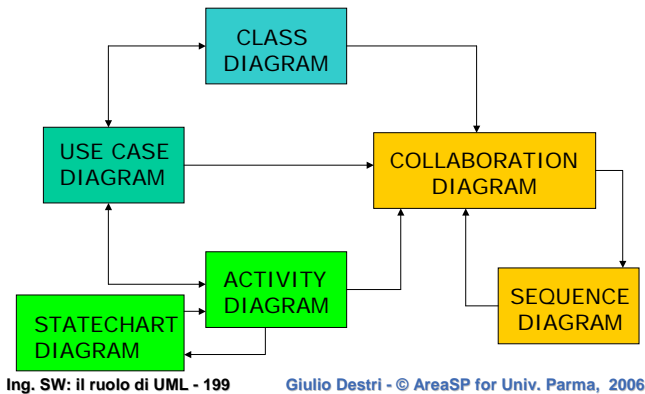 CLASS
DIAGRAM
USE CASE
DIAGRAM
COLLABORATION
DIAGRAM
ACTIVITY
DIAGRAM
STATECHART
DIAGRAM
SEQUENCE
DIAGRAM
Ing. SW: il ruolo di UML - 199
Giulio Destri - © AreaSP for Univ. Parma, 2006